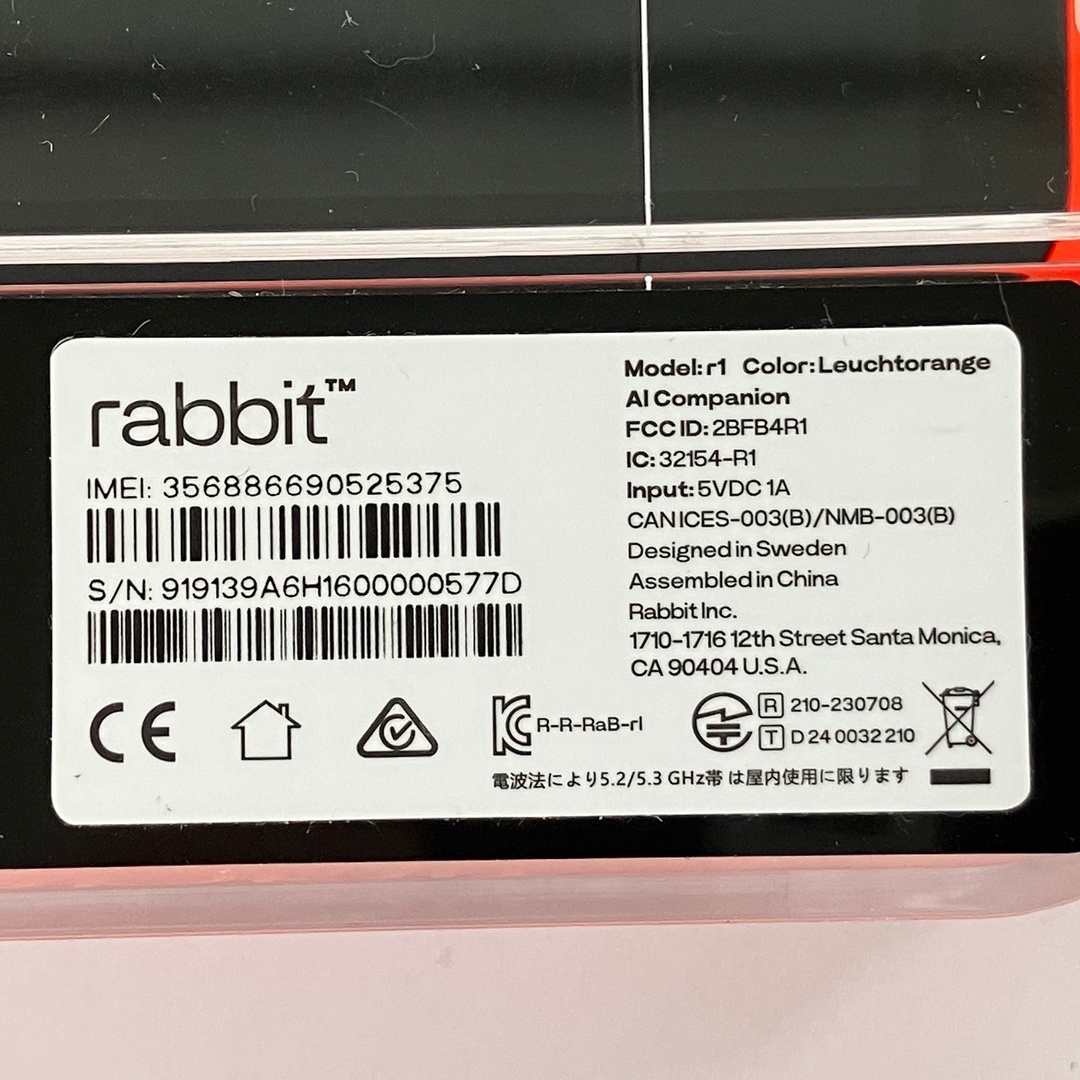 rabbit™
IMEI: 356886690525375
S/N: 919139A6H1600000577D
Model: r1 Color: Leuchtorange
AI Companion
FCC ID: 2BFB4R1
IC: 32154-R1
Input: 5VDC 1A
CAN ICES-003(B)/NMB-003(B)
Designed in Sweden
Assembled in China
Rabbit Inc.
1710-1716 12th Street Santa Monica,
CA 90404 U.S.A.
CE
R-R-RaB-r1
R 210-230708
T D 24 0032 210
電波法により5.2/5.3 GHz帯 は屋内使用に限ります